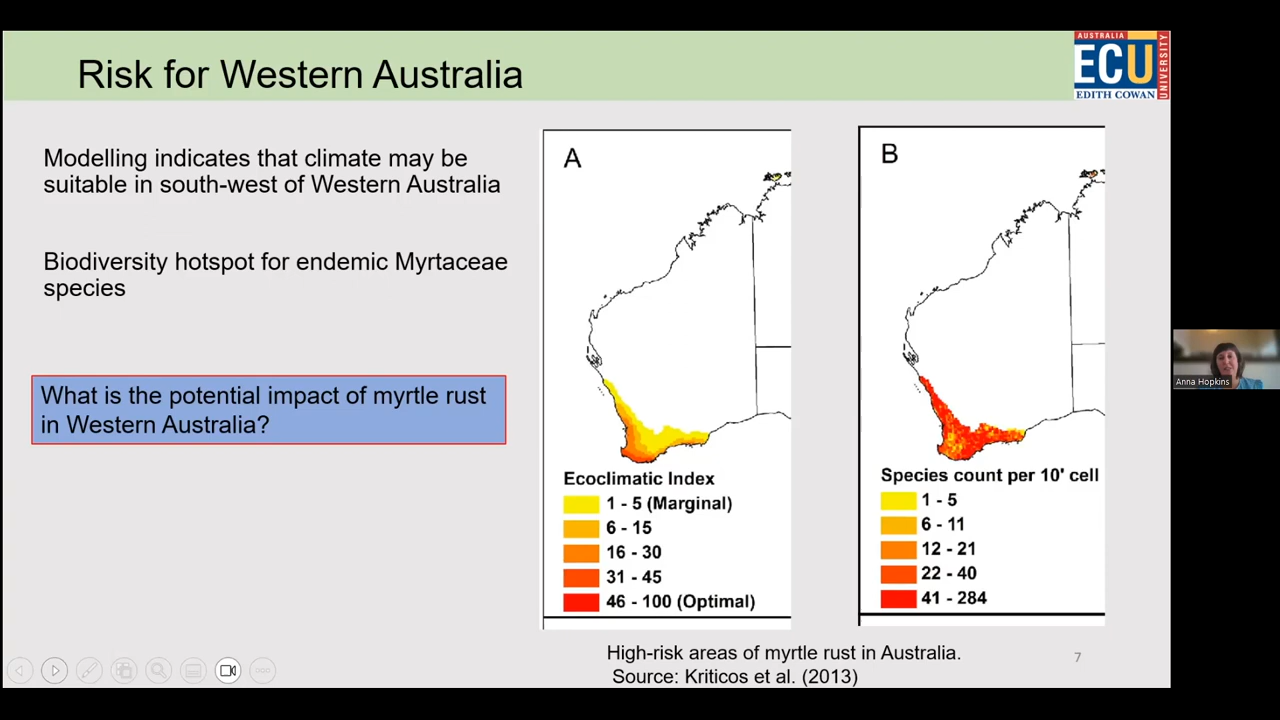 Risk for Western Australia
AUSTRALIA
ECU
EDITH COWAN
UNIVERSITY
Modelling indicates that climate may be
suitable in south-west of Western Australia
Biodiversity hotspot for endemic Myrtaceae
species
What is the potential impact of myrtle rust
in Western Australia?
A
Ecoclimatic Index
1 - 5 (Marginal)
6 - 15
16 - 30
31 - 45
46 - 100 (Optimal)
B
Species count per 10' cell
1 - 5
6 - 11
12 - 21
22 - 40
41 - 284
High-risk areas of myrtle rust in Australia.
Source: Kriticos et al. (2013)
7
Anna Hopkins